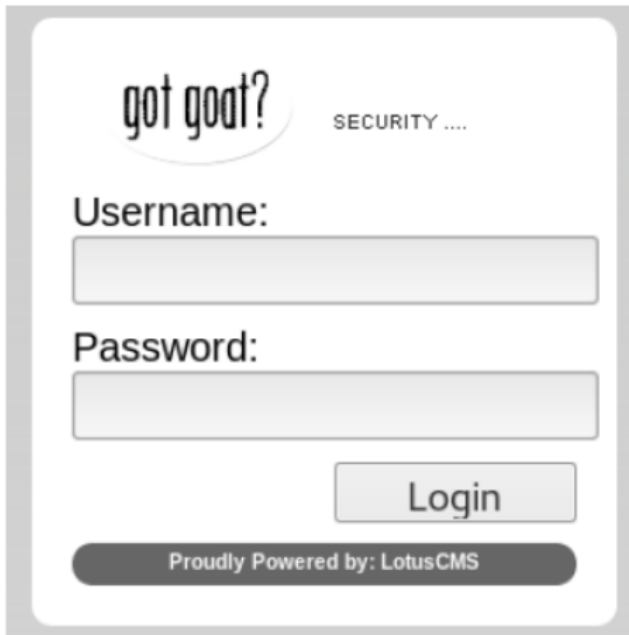 got goat?
SECURITY ....
Username:
Password:
Login
Proudly Powered by: LotusCMS